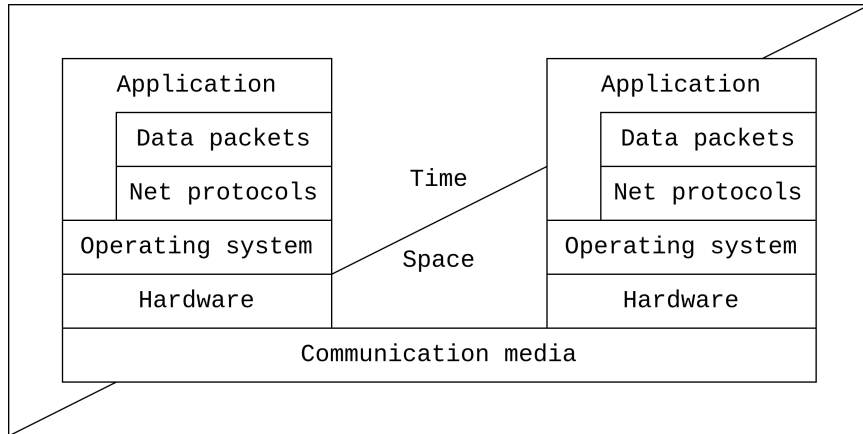 Application
Data packets
Net protocols
Operating system
Hardware
Time
Space
Application
Data packets
Net protocols
Operating system
Hardware
Communication media